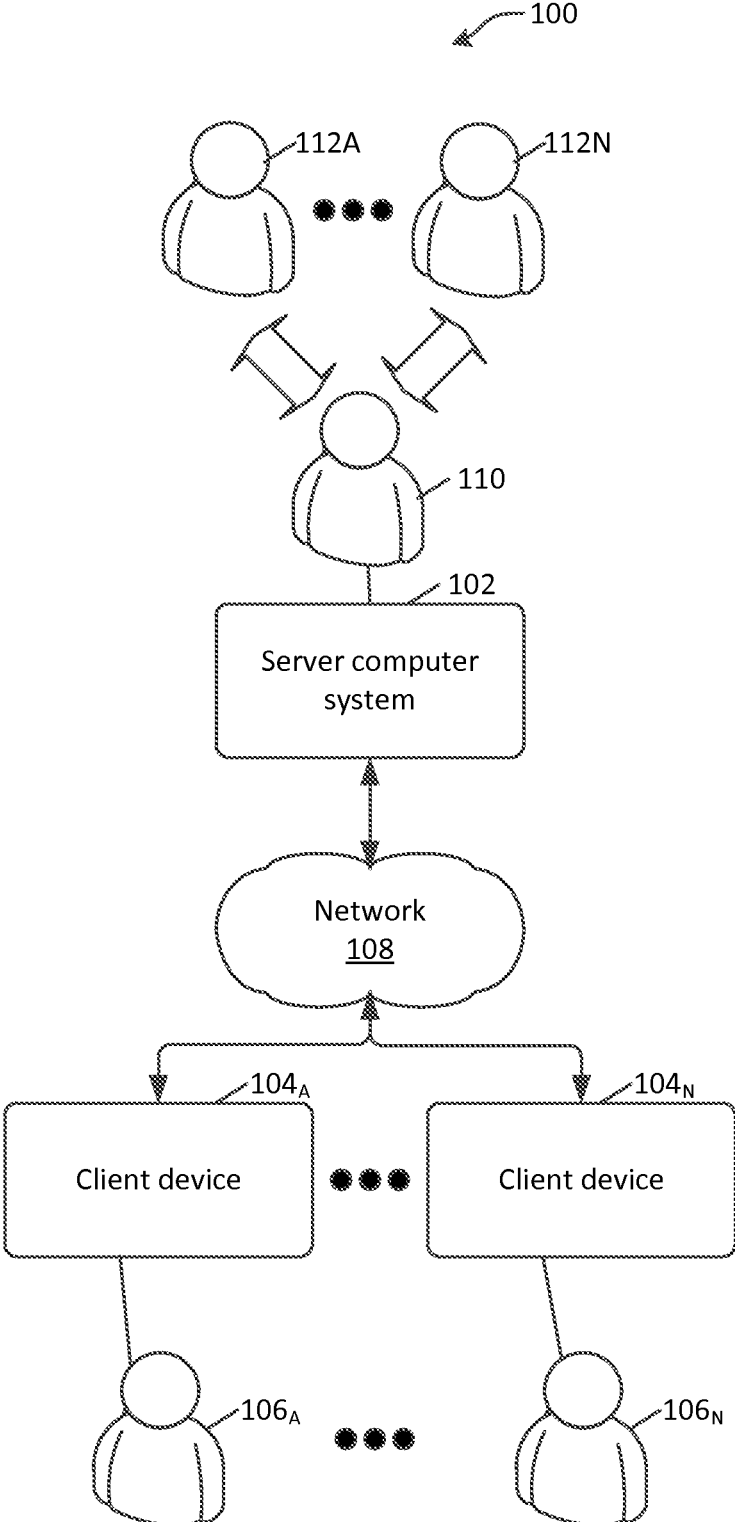 100
112A
112N
110
102
Server computer
system
Network
108
104A
104N
Client device
Client device
106A
106N